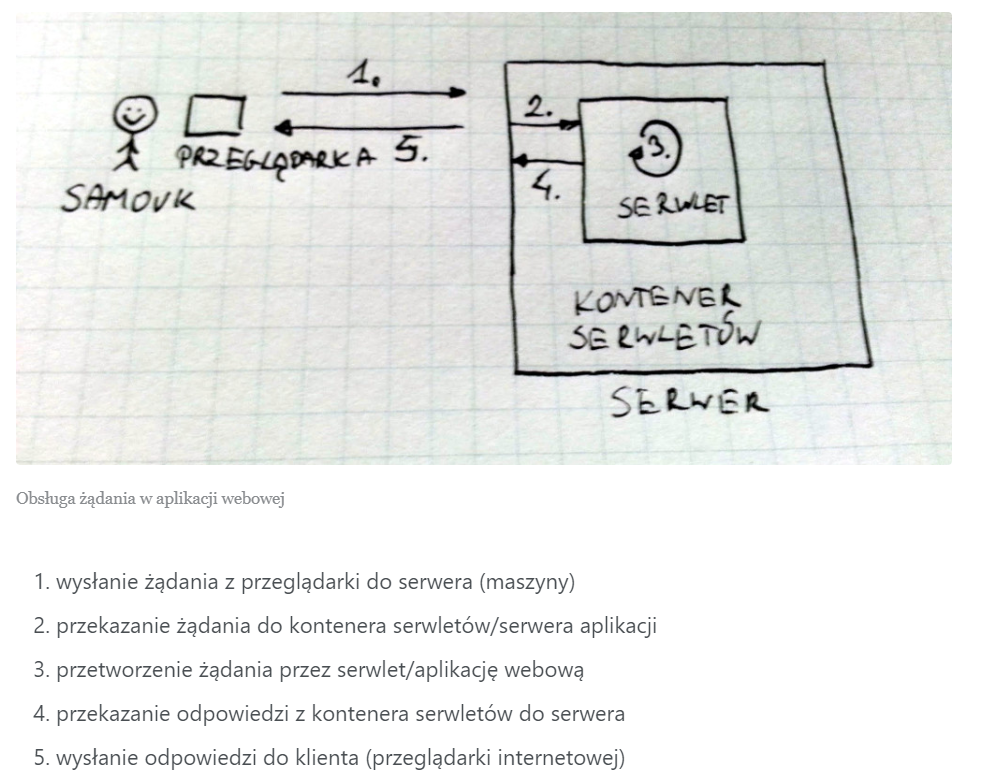 1.
2.
PRZEGLĄDARKA 5.
3.
SAMOUK
4.
SERWLET
KONTENER
SERWLETÓW
SERWER
Obsługa żądania w aplikacji webowej
1. wysłanie żądania z przeglądarki do serwera (maszyny)
2. przekazanie żądania do kontenera serwletów/serwera aplikacji
3. przetworzenie żądania przez serwlet/aplikację webową
4. przekazanie odpowiedzi z kontenera serwletów do serwera
5. wysłanie odpowiedzi do klienta (przeglądarki internetowej)